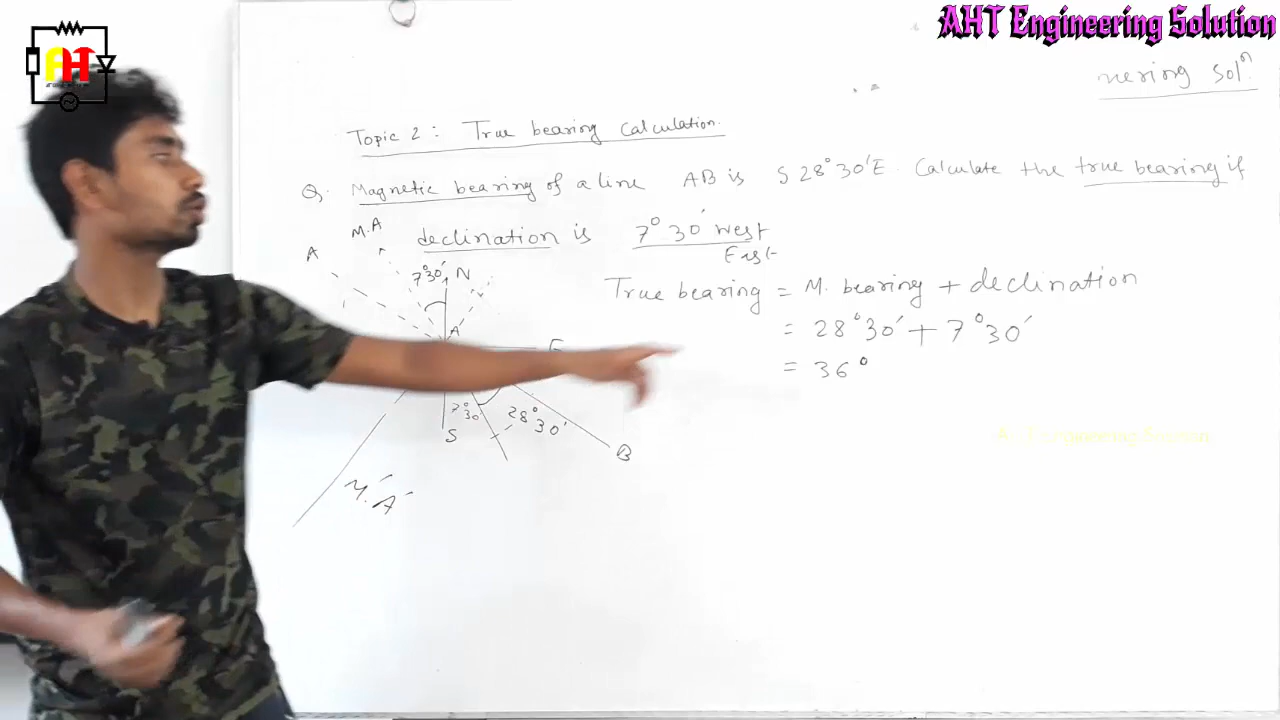 AHT Engineering Solution
AHT
nering Solⁿ.
Topic 2: True bearing Calculation.
Q. Magnetic bearing of a line AB is S 28°30'E. Calculate the true bearing if
declination is 7°30' west
East
True bearing = M. bearing + declination
= 28°30' + 7°30'
= 36°
A
M.A
7°30'
N
A
E
7°30
28°30'
S
B
M'.A'